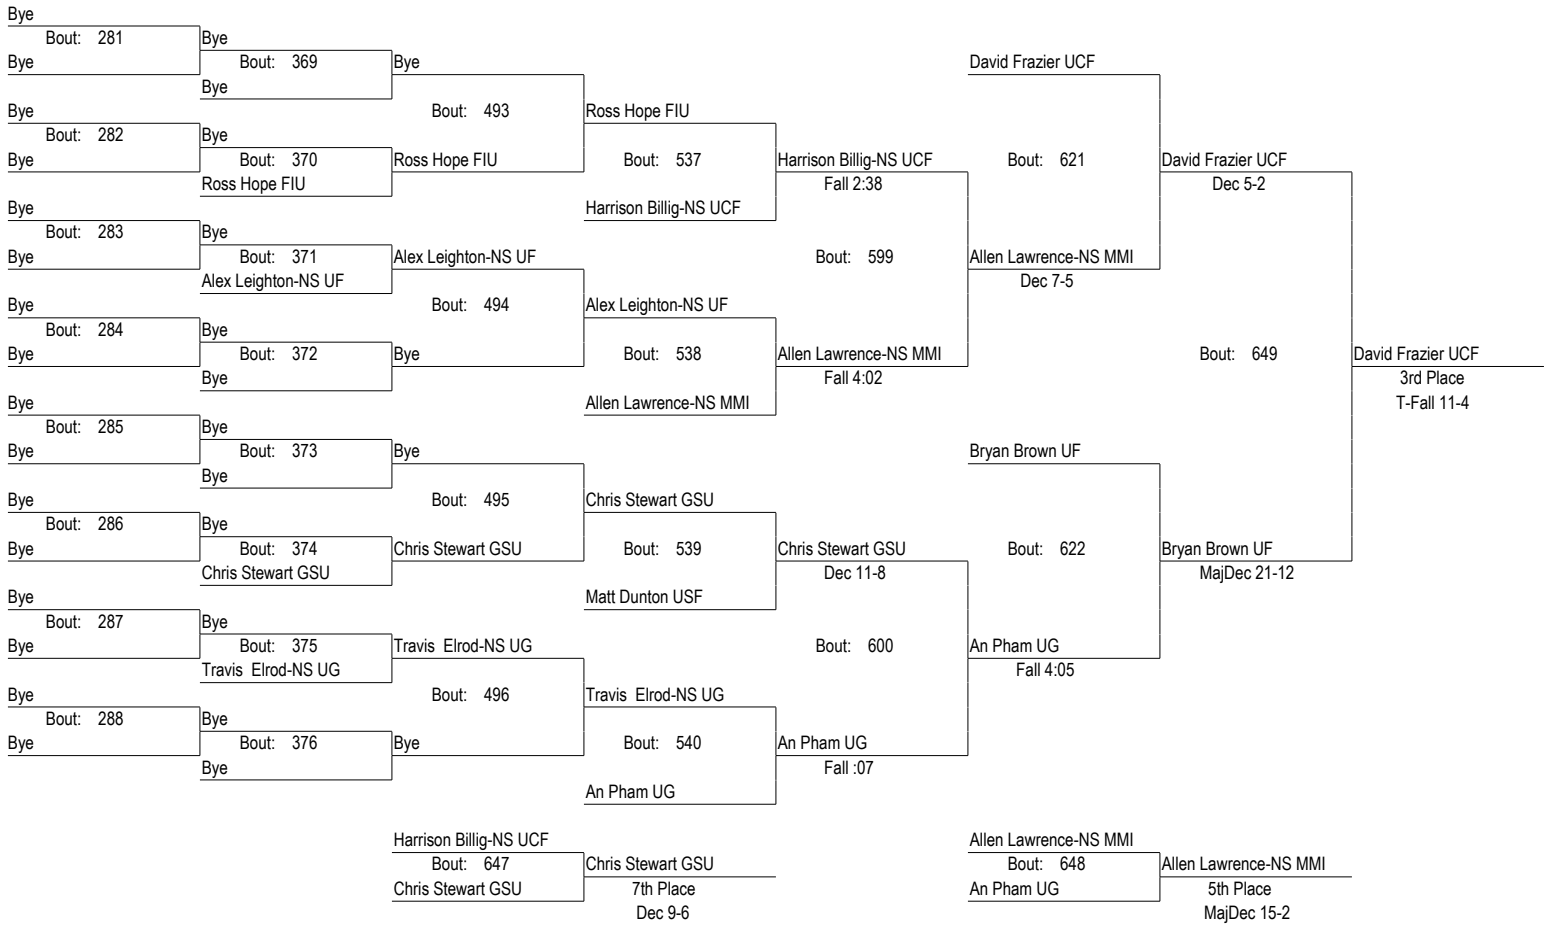 Bye
Bout: 281 Bye
Bye Bout: 369 Bye David Frazier UCF
Bye
Bye Bout: 493 Ross Hope FIU
Bout: 282 Bye
Bye Bout: 370 Ross Hope FIU Bout: 537 Harrison Billig-NS UCF Bout: 621 David Frazier UCF
Ross Hope FIU Fall 2:38 Dec 5-2
Bye Harrison Billig-NS UCF
Bout: 283 Bye
Bye Bout: 371 Alex Leighton-NS UF Bout: 599 Allen Lawrence-NS MMI
Alex Leighton-NS UF Dec 7-5
Bye Bout: 494 Alex Leighton-NS UF
Bout: 284 Bye
Bye Bout: 372 Bye Bout: 538 Allen Lawrence-NS MMI Bout: 649 David Frazier UCF
Bye Fall 4:02 3rd Place
Bye Allen Lawrence-NS MMI T-Fall 11-4
Bout: 285 Bye
Bye Bout: 373 Bye Bryan Brown UF
Bye
Bye Bout: 495 Chris Stewart GSU
Bout: 286 Bye
Bye Bout: 374 Chris Stewart GSU Bout: 539 Chris Stewart GSU Bout: 622 Bryan Brown UF
Chris Stewart GSU Dec 11-8 MajDec 21-12
Bye Matt Dunton USF
Bout: 287 Bye
Bye Bout: 375 Travis Elrod-NS UG Bout: 600 An Pham UG
Travis Elrod-NS UG Fall 4:05
Bye Bout: 496 Travis Elrod-NS UG
Bout: 288 Bye
Bye Bout: 376 Bye Bout: 540 An Pham UG
Bye Fall :07
An Pham UG
Harrison Billig-NS UCF Allen Lawrence-NS MMI
Bout: 647 Chris Stewart GSU Bout: 648 Allen Lawrence-NS MMI
Chris Stewart GSU 7th Place An Pham UG 5th Place
Dec 9-6 MajDec 15-2